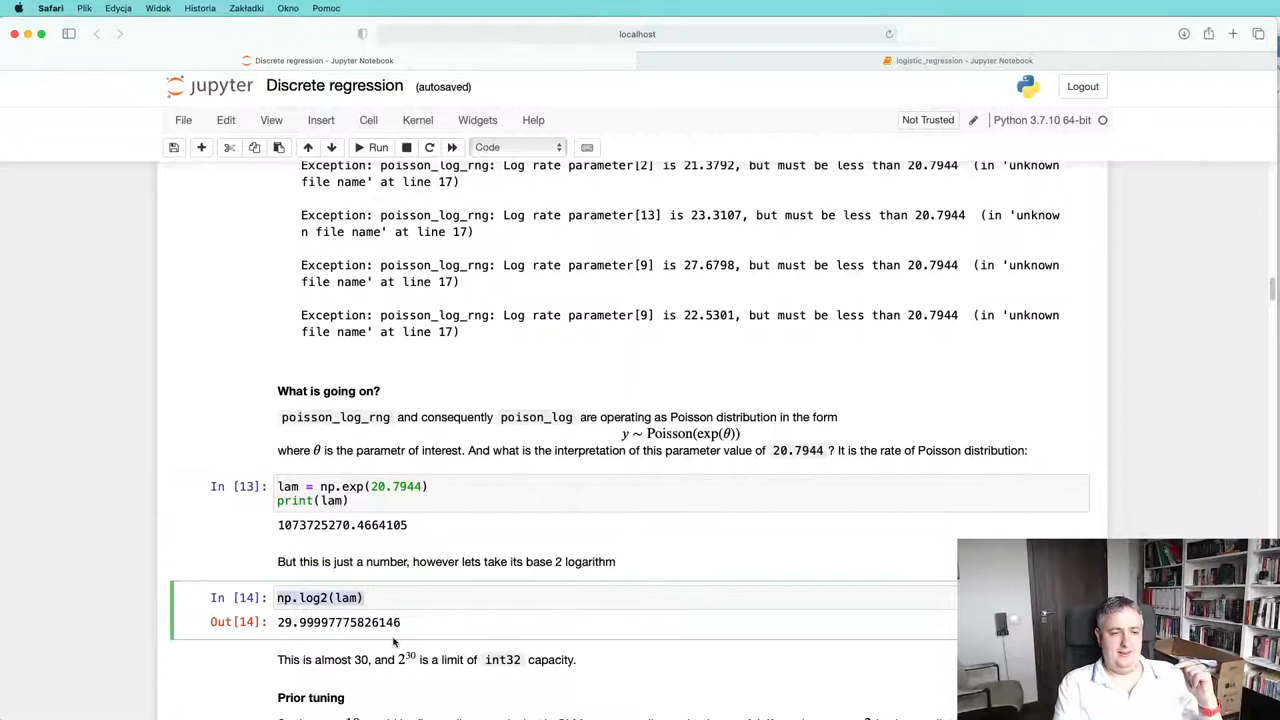 Safari Plik Edycja Widok Historia Zakładki Okno Pomoc
localhost
Discrete regression - Jupyter Notebook
logistic_regression - Jupyter Notebook
jupyter Discrete regression (autosaved)
Logout
File Edit View Insert Cell Kernel Widgets Help
Not Trusted
Python 3.7.10 64-bit
Run
Code
Exception: poisson_log_rng: Log rate parameter[2] is 21.3792, but must be less than 20.7944 (in 'unknown
file name' at line 17)
Exception: poisson_log_rng: Log rate parameter[13] is 23.3107, but must be less than 20.7944 (in 'unknow
n file name' at line 17)
Exception: poisson_log_rng: Log rate parameter[9] is 27.6798, but must be less than 20.7944 (in 'unknown
file name' at line 17)
Exception: poisson_log_rng: Log rate parameter[9] is 22.5301, but must be less than 20.7944 (in 'unknown
file name' at line 17)
What is going on?
poisson_log_rng and consequently poison_log are operating as Poisson distribution in the form
y ~ Poisson(exp(θ))
where θ is the parametr of interest. And what is the interpretation of this parameter value of 20.7944 ? It is the rate of Poisson distribution:
In [13]: lam = np.exp(20.7944)
print(lam)
1073725270.4664105
But this is just a number, however lets take its base 2 logarithm
In [14]: np.log2(lam)
Out[14]: 29.99997775826146
This is almost 30, and 2^30 is a limit of int32 capacity.
Prior tuning